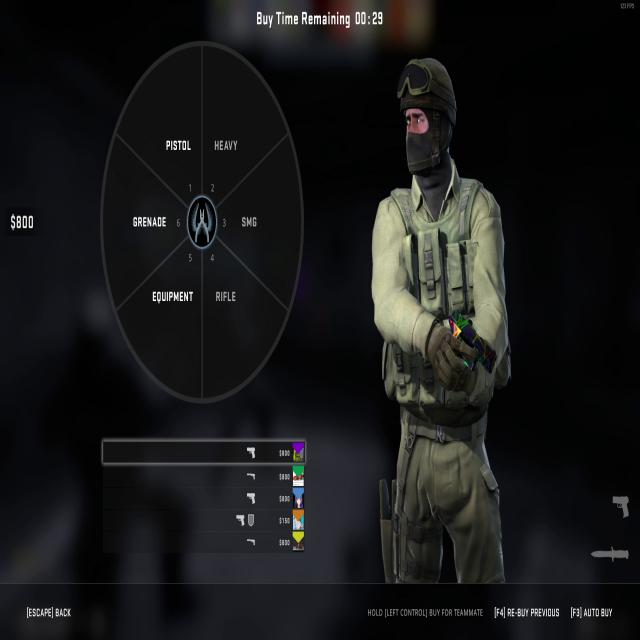 Buy Time Remaining 00:29
123 FPS
PISTOL
HEAVY
1
2
$800
GRENADE
6
3
SMG
5
4
EQUIPMENT
RIFLE
$800
$800
$800
$150
$800
[ESCAPE] BACK
HOLD [LEFT CONTROL] BUY FOR TEAMMATE
[F4] RE-BUY PREVIOUS
[F3] AUTO BUY